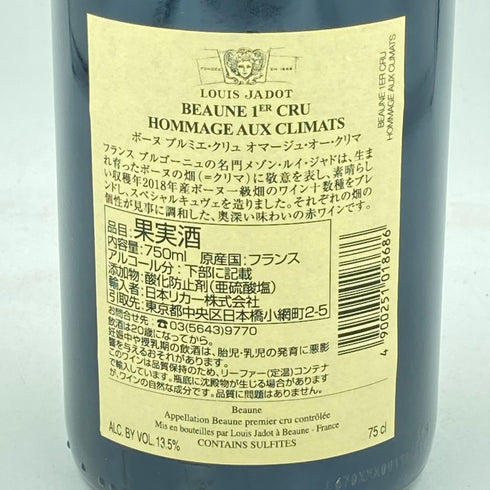 FONDÉE EN 1859
LOUIS JADOT
BEAUNE 1ER CRU
HOMMAGE AUX CLIMATS
ボーヌ プルミエ・クリュ オマージュ・オー・クリマ
フランス ブルゴーニュの名門メゾン・ルイ・ジャドは、生ま
れ育ったボーヌの畑(=クリマ)に敬意を表し、素晴らし
い収穫年2018年産ボーヌ一級畑のワイン十数種をブレ
ンドし、スペシャルキュヴェを造りました。それぞれの畑の
個性が見事に調和した、奥深い味わいの赤ワインです。
品目:果実酒
内容量:750ml 原産国:フランス
アルコール分:下部に記載
添加物:酸化防止剤(亜硫酸塩)
輸入者:日本リカー株式会社
引取先:東京都中央区日本橋小網町2-5
お問合せ先:☎03(5643)9770
飲酒は20歳になってから。
妊娠中や授乳期の飲酒は、胎児・乳児の発育に悪影
響を与えるおそれがあります。
このワインは品質保持のため、リーファー(定温)コンテナ
で輸入しています。瓶底に沈殿物が生じる場合があります
が、ワインの自然な成分です。品質に問題はありません。
Beaune
Appellation Beaune premier cru contrôlée
Mis en bouteilles par Louis Jadot à Beaune - France
ALC. BY VOL. 13.5%
CONTAINS SULFITES
75 cl
BEAUNE 1ER CRU
HOMMAGE AUX CLIMATS
4 900251 018686